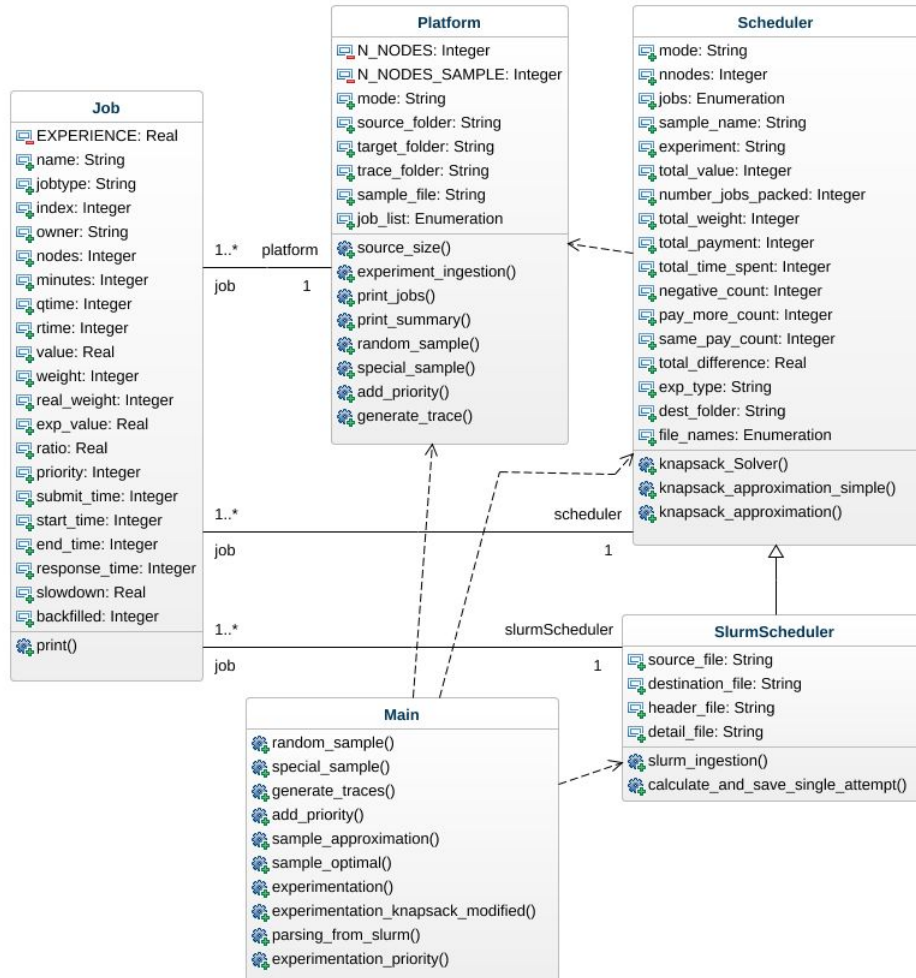 Platform
N_NODES: Integer
N_NODES_SAMPLE: Integer
mode: String
source_folder: String
target_folder: String
trace_folder: String
sample_file: String
job_list: Enumeration
source_size()
experiment_ingestion()
print_jobs()
print_summary()
random_sample()
special_sample()
add_priority()
generate_trace()
Scheduler
mode: String
nnodes: Integer
jobs: Enumeration
sample_name: String
experiment: String
total_value: Integer
number_jobs_packed: Integer
total_weight: Integer
total_payment: Integer
total_time_spent: Integer
negative_count: Integer
pay_more_count: Integer
same_pay_count: Integer
total_difference: Real
exp_type: String
dest_folder: String
file_names: Enumeration
knapsack_Solver()
knapsack_approximation_simple()
knapsack_approximation()
Job
EXPERIENCE: Real
name: String
jobtype: String
index: Integer
owner: String
nodes: Integer
minutes: Integer
qtime: Integer
rtime: Integer
value: Real
weight: Integer
real_weight: Integer
exp_value: Real
ratio: Real
priority: Integer
submit_time: Integer
start_time: Integer
end_time: Integer
response_time: Integer
slowdown: Real
backfilled: Integer
print()
1..* platform
job 1
1..* scheduler
job 1
1..* slurmScheduler
job 1
SlurmScheduler
source_file: String
destination_file: String
header_file: String
detail_file: String
slurm_ingestion()
calculate_and_save_single_attempt()
Main
random_sample()
special_sample()
generate_traces()
add_priority()
sample_approximation()
sample_optimal()
experimentation()
experimentation_knapsack_modified()
parsing_from_slurm()
experimentation_priority()